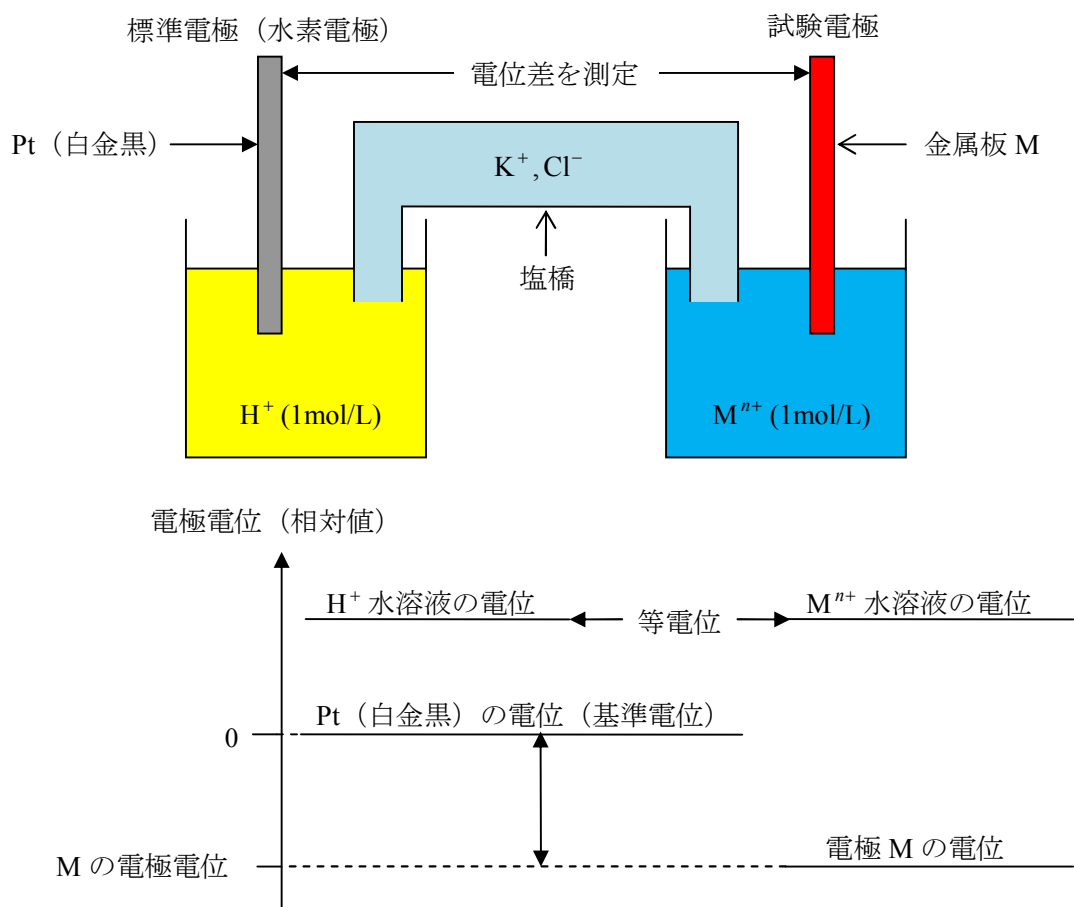 標準電極（水素電極）
試験電極
電位差を測定
Pt（白金黒）
金属板 M
K⁺ , Cl⁻
塩橋
H⁺ (1mol/L)
Mⁿ⁺ (1mol/L)
電極電位（相対値）
H⁺ 水溶液の電位
等電位
Mⁿ⁺ 水溶液の電位
Pt（白金黒）の電位（基準電位）
0
M の電極電位
電極 M の電位